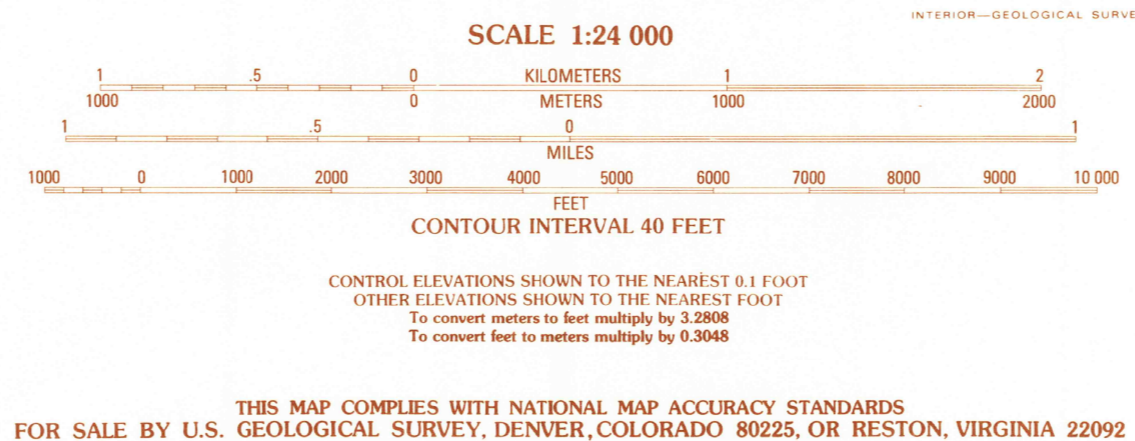 INTERIOR—GEOLOGICAL SURVE
SCALE 1:24 000
1 .5 0 KILOMETERS 1 2
1000 0 METERS 1000 2000
1 .5 0 1
MILES
1000 0 1000 2000 3000 4000 5000 6000 7000 8000 9000 10 000
FEET
CONTOUR INTERVAL 40 FEET
CONTROL ELEVATIONS SHOWN TO THE NEAREST 0.1 FOOT
OTHER ELEVATIONS SHOWN TO THE NEAREST FOOT
To convert meters to feet multiply by 3.2808
To convert feet to meters multiply by 0.3048
THIS MAP COMPLIES WITH NATIONAL MAP ACCURACY STANDARDS
FOR SALE BY U.S. GEOLOGICAL SURVEY, DENVER, COLORADO 80225, OR RESTON, VIRGINIA 22092